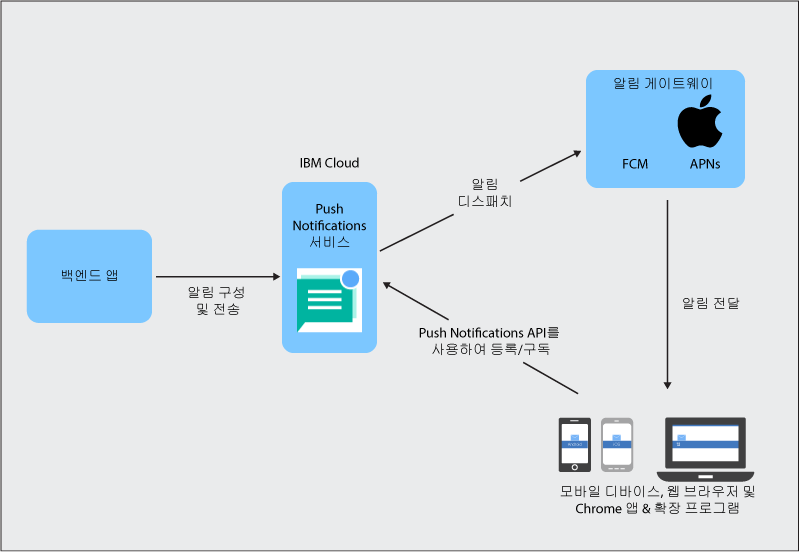 알림 게이트웨이
FCM
APNs
IBM Cloud
Push
Notifications
서비스
알림
디스패치
백엔드 앱
알림 구성
및 전송
알림 전달
Push Notifications API를
사용하여 등록/구독
모바일 디바이스, 웹 브라우저 및
Chrome 앱 & 확장 프로그램